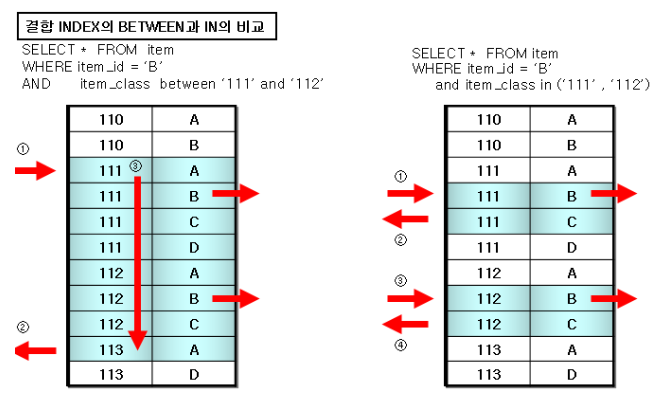 결합 INDEX의 BETWEEN과 IN의 비교
SELECT * FROM item
WHERE item_id = ‘B’
AND item_class between ‘111’ and ‘112’
110 A
110 B
① 111 ③ A
111 B
111 C
111 D
112 A
112 B
② 112 C
113 A
113 D
SELECT * FROM item
WHERE item_id = ‘B’
and item_class in (‘111’ , ‘112’)
110 A
110 B
① 111 A
111 B
111 C
② 111 D
112 A
③ 112 B
112 C
④ 113 A
113 D